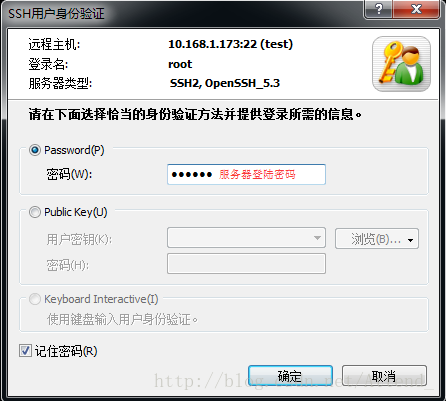 SSH用户身份验证
远程主机: 10.168.1.173:22 (test)
登录名: root
服务器类型: SSH2, OpenSSH_5.3
请在下面选择恰当的身份验证方法并提供登录所需的信息。
Password(P)
密码(W): ●●●●●● 服务器登陆密码
Public Key(U)
用户密钥(K): 浏览(B)...
密码(H):
Keyboard Interactive(I)
使用键盘输入用户身份验证。
记住密码(R)
确定 取消